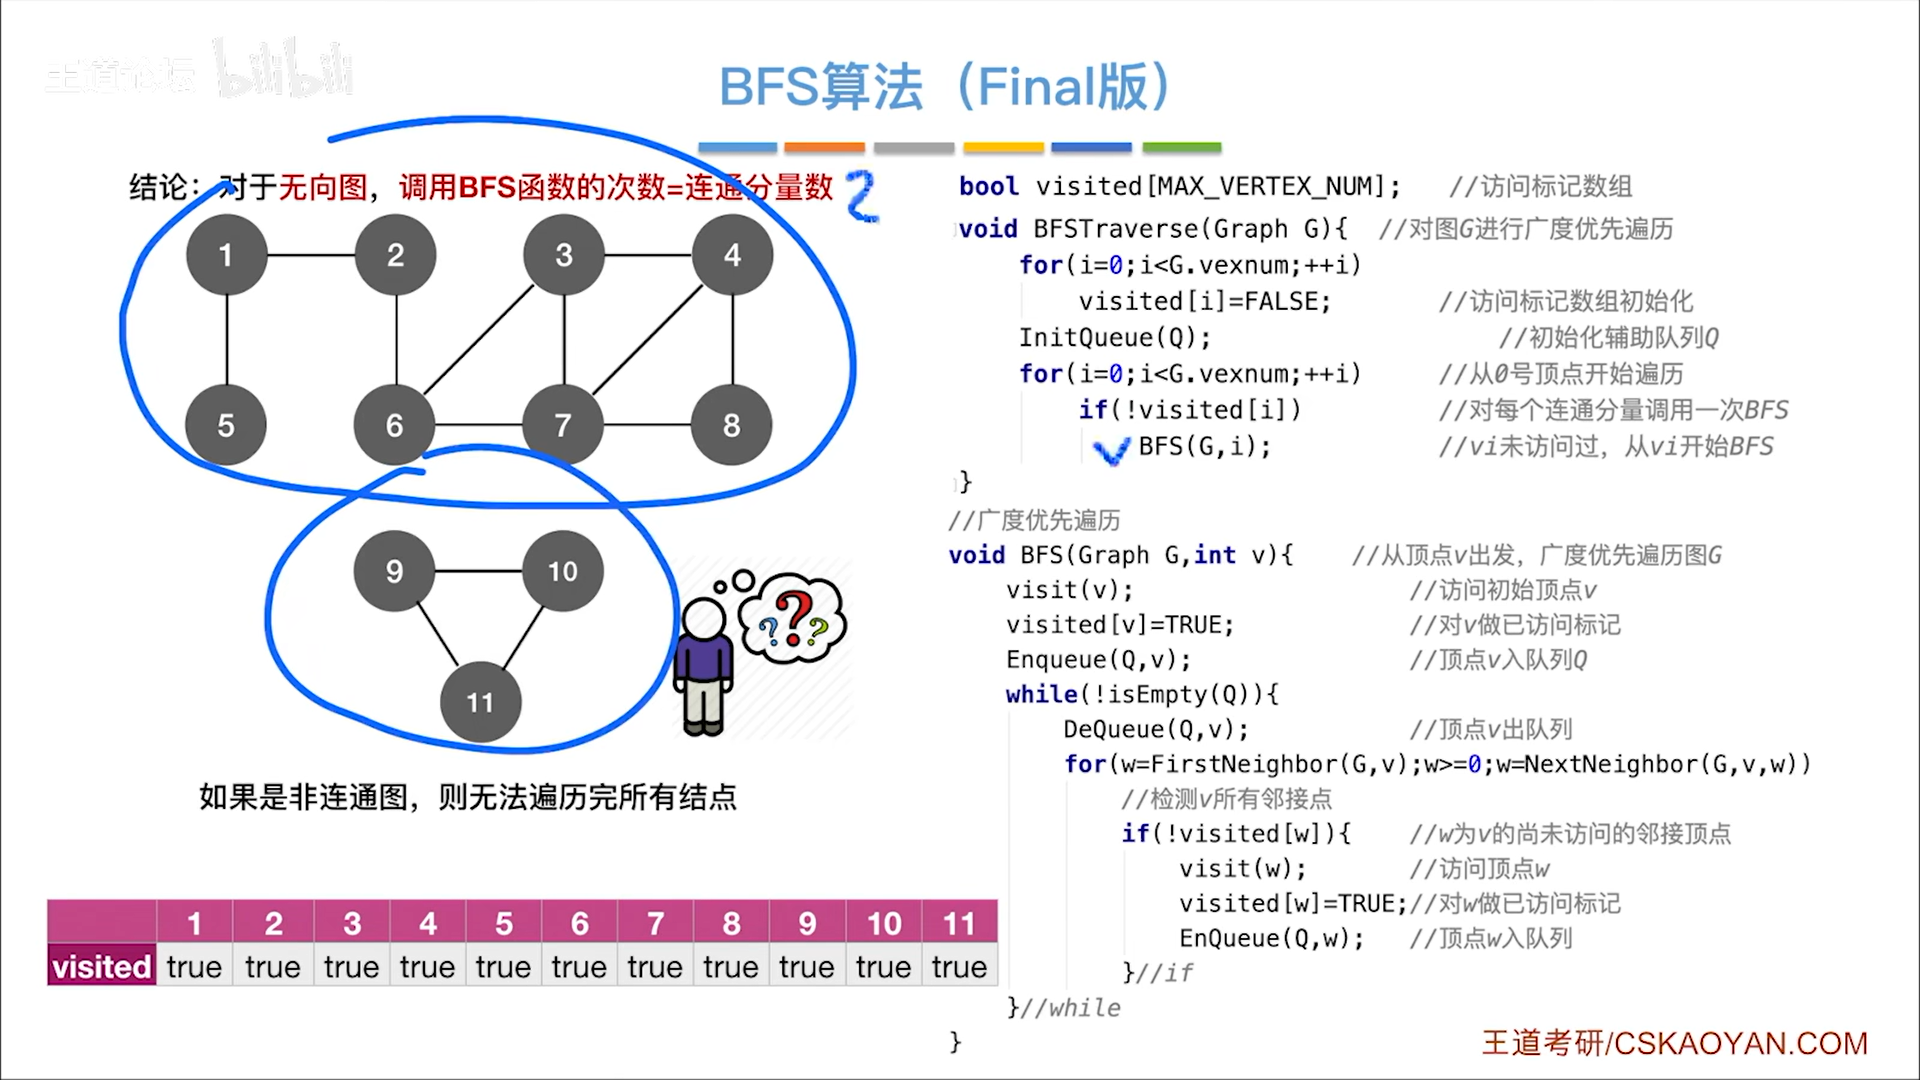 王道论坛 bilibili
BFS算法（Final版）
结论：对于无向图，调用BFS函数的次数=连通分量数 2
1 2 3 4
5 6 7 8
9 10
11
? ? ?
如果是非连通图，则无法遍历完所有结点
1 2 3 4 5 6 7 8 9 10 11
visited true true true true true true true true true true true
bool visited[MAX_VERTEX_NUM]; //访问标记数组
void BFSTraverse(Graph G){ //对图G进行广度优先遍历
for(i=0;i<G.vexnum;++i)
visited[i]=FALSE; //访问标记数组初始化
InitQueue(Q); //初始化辅助队列Q
for(i=0;i<G.vexnum;++i) //从0号顶点开始遍历
if(!visited[i]) //对每个连通分量调用一次BFS
BFS(G,i); //vi未访问过，从vi开始BFS
}
//广度优先遍历
void BFS(Graph G,int v){ //从顶点v出发，广度优先遍历图G
visit(v); //访问初始顶点v
visited[v]=TRUE; //对v做已访问标记
Enqueue(Q,v); //顶点v入队列Q
while(!isEmpty(Q)){
DeQueue(Q,v); //顶点v出队列
for(w=FirstNeighbor(G,v);w>=0;w=NextNeighbor(G,v,w))
//检测v所有邻接点
if(!visited[w]){ //w为v的尚未访问的邻接顶点
visit(w); //访问顶点w
visited[w]=TRUE;//对w做已访问标记
EnQueue(Q,w); //顶点w入队列
}//if
}//while
}
王道考研/CSKAOYAN.COM